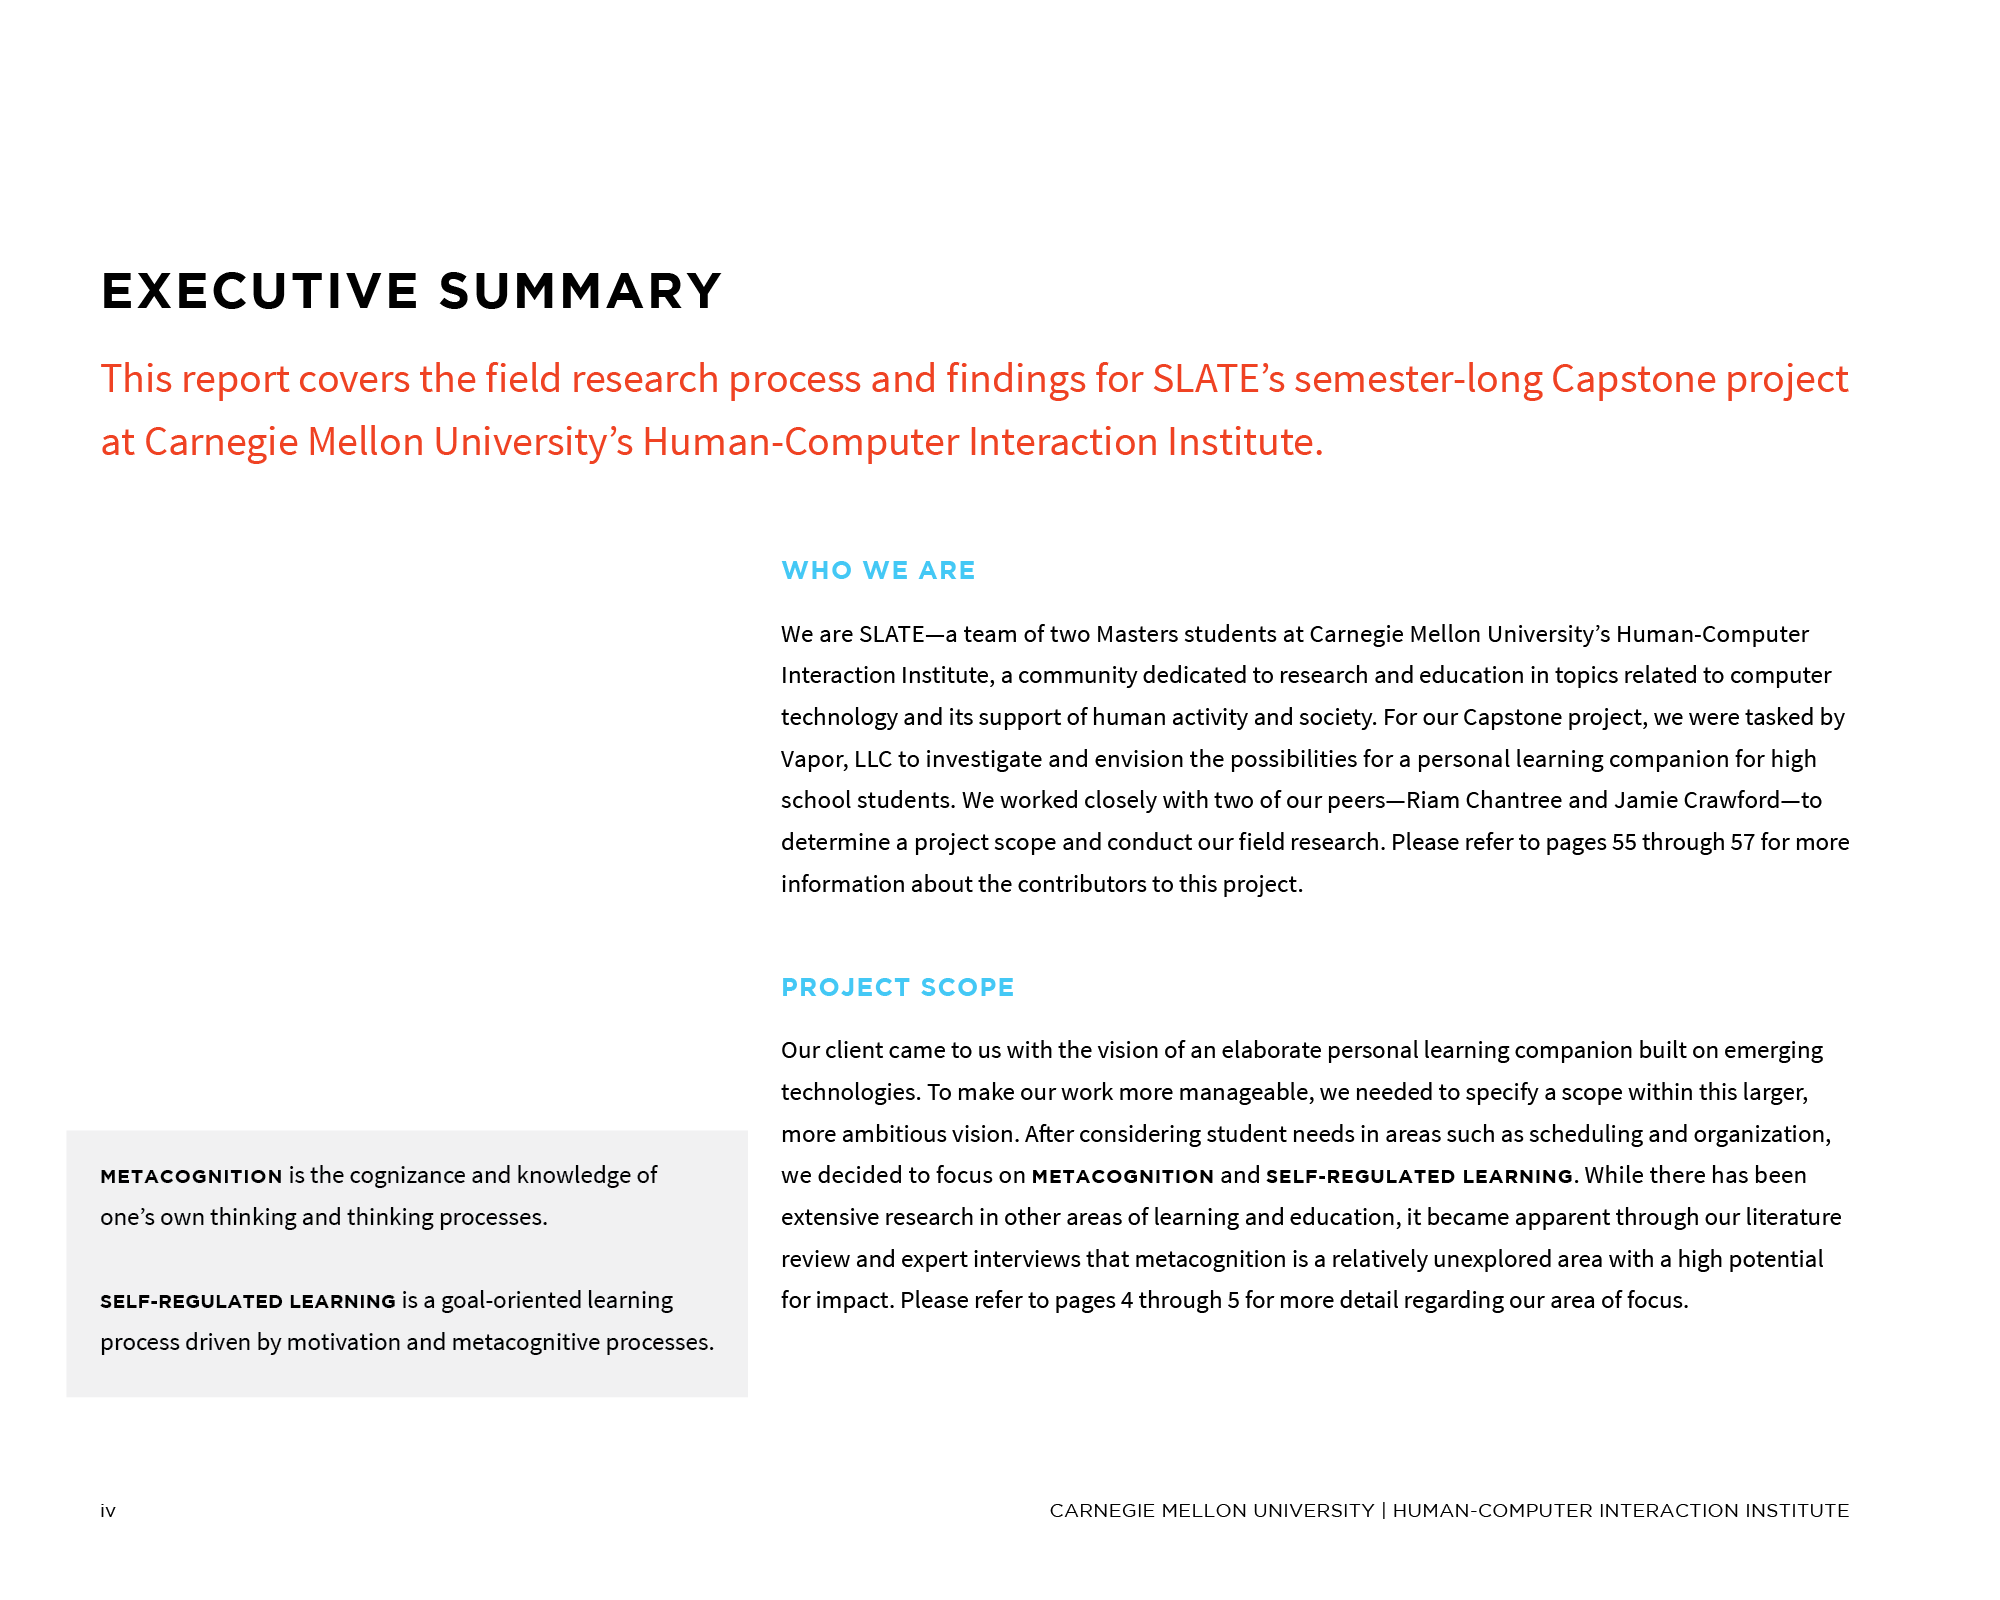 EXECUTIVE SUMMARY
This report covers the field research process and findings for SLATE’s semester-long Capstone project
at Carnegie Mellon University’s Human-Computer Interaction Institute.
WHO WE ARE
We are SLATE—a team of two Masters students at Carnegie Mellon University’s Human-Computer
Interaction Institute, a community dedicated to research and education in topics related to computer
technology and its support of human activity and society. For our Capstone project, we were tasked by
Vapor, LLC to investigate and envision the possibilities for a personal learning companion for high
school students. We worked closely with two of our peers—Riam Chantree and Jamie Crawford—to
determine a project scope and conduct our field research. Please refer to pages 55 through 57 for more
information about the contributors to this project.
PROJECT SCOPE
Our client came to us with the vision of an elaborate personal learning companion built on emerging
technologies. To make our work more manageable, we needed to specify a scope within this larger,
more ambitious vision. After considering student needs in areas such as scheduling and organization,
we decided to focus on METACOGNITION and SELF-REGULATED LEARNING. While there has been
extensive research in other areas of learning and education, it became apparent through our literature
review and expert interviews that metacognition is a relatively unexplored area with a high potential
for impact. Please refer to pages 4 through 5 for more detail regarding our area of focus.
METACOGNITION is the cognizance and knowledge of
one’s own thinking and thinking processes.
SELF-REGULATED LEARNING is a goal-oriented learning
process driven by motivation and metacognitive processes.
iv
CARNEGIE MELLON UNIVERSITY | HUMAN-COMPUTER INTERACTION INSTITUTE